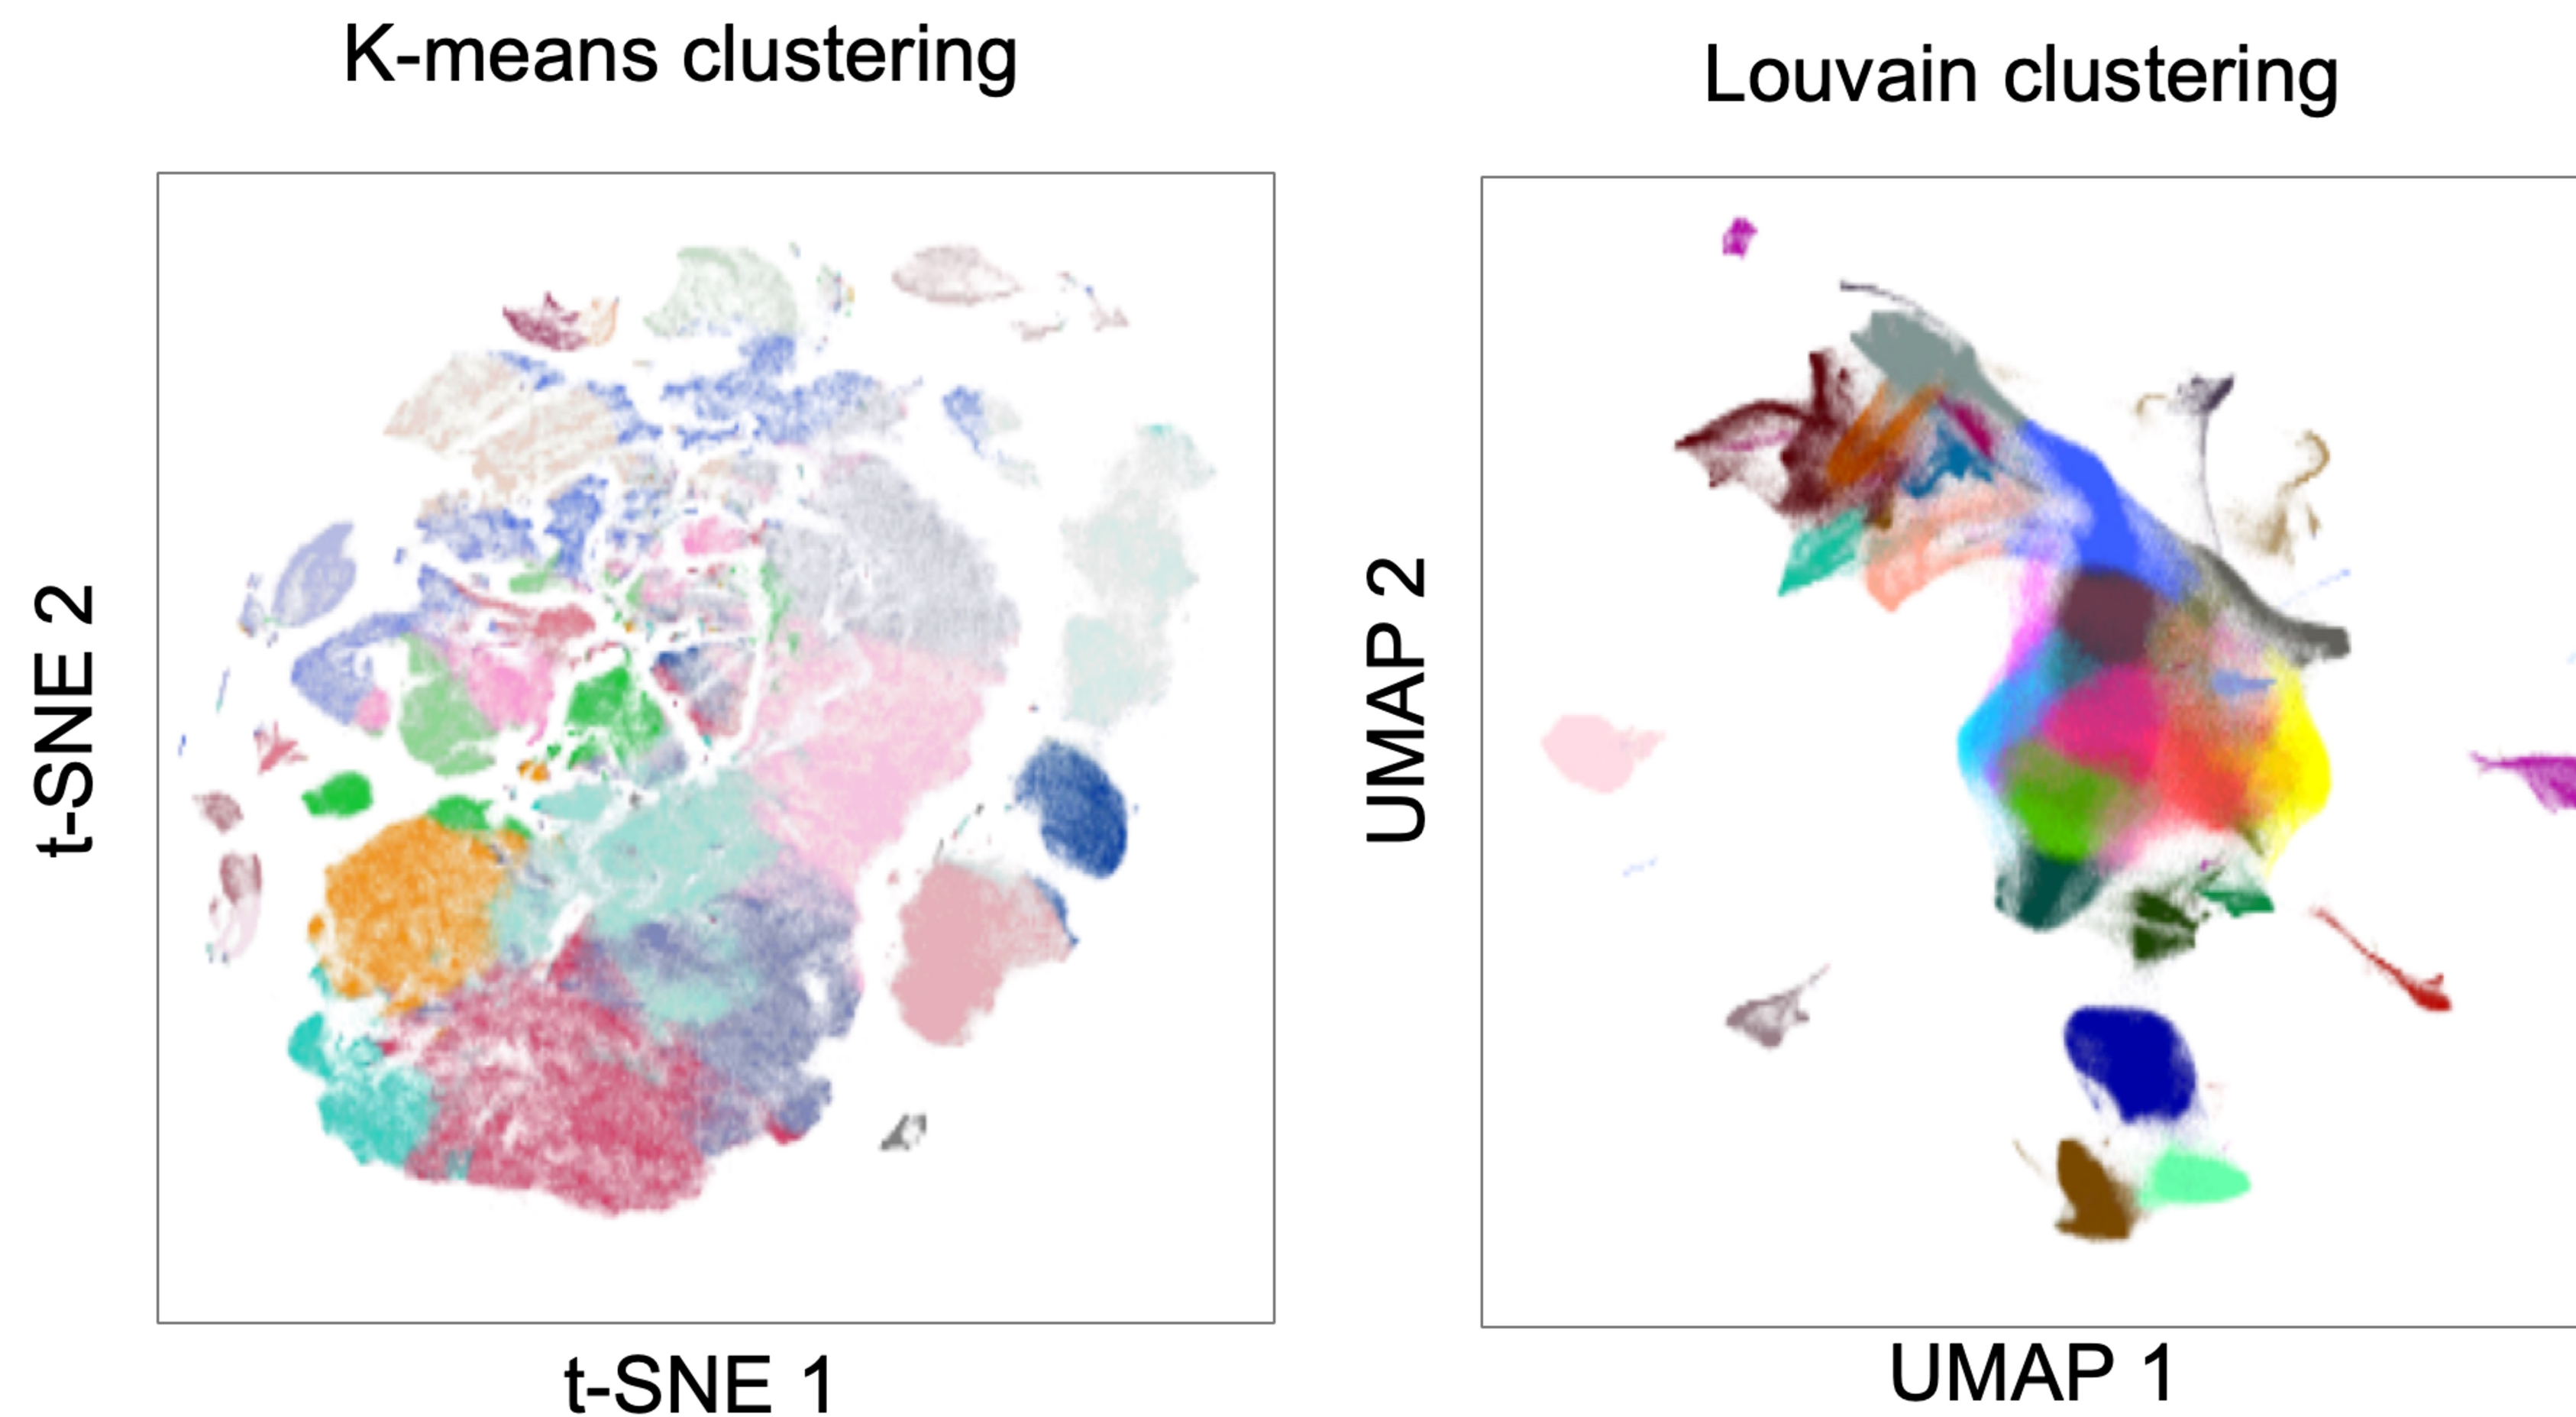 K-means clustering
Louvain clustering
t-SNE 2
t-SNE 1
UMAP 2
UMAP 1